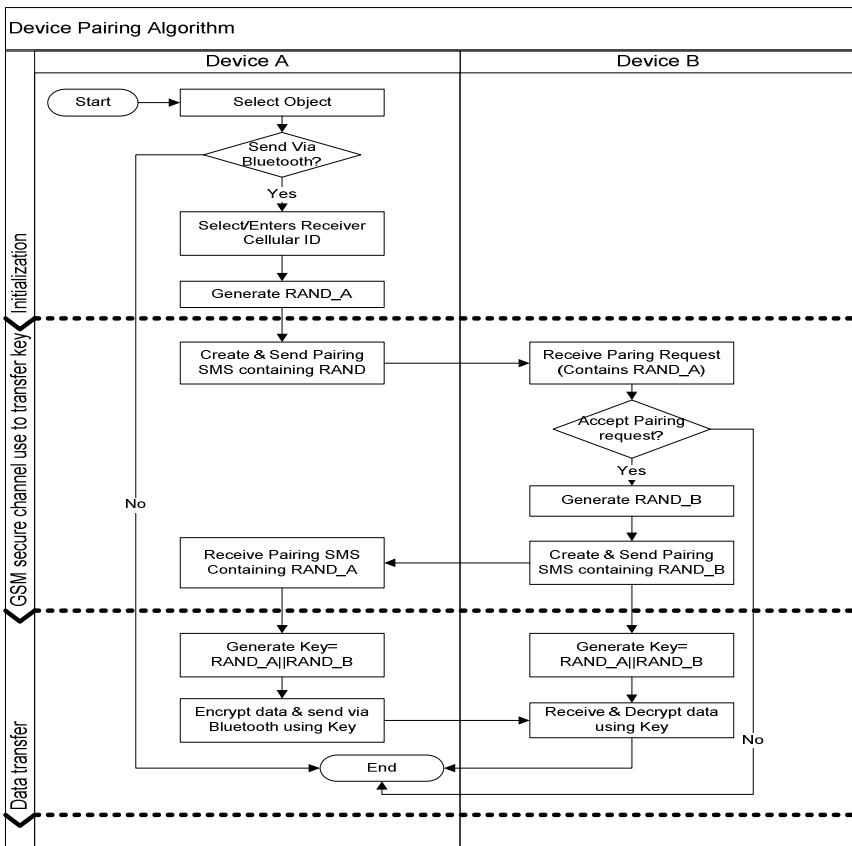 Device Pairing Algorithm
Device A
Device B
Start
Select Object
Send Via
Bluetooth?
Yes
Select/Enters Receiver
Cellular ID
Generate RAND_A
Initialization
Create & Send Pairing
SMS containing RAND
Receive Paring Request
(Contains RAND_A)
Accept Pairing
request?
Yes
No
Generate RAND_B
Receive Pairing SMS
Containing RAND_A
Create & Send Pairing
SMS containing RAND_B
GSM secure channel use to transfer key
Generate Key=
RAND_A||RAND_B
Generate Key=
RAND_A||RAND_B
Encrypt data & send via
Bluetooth using Key
Receive & Decrypt data
using Key
No
End
Data transfer